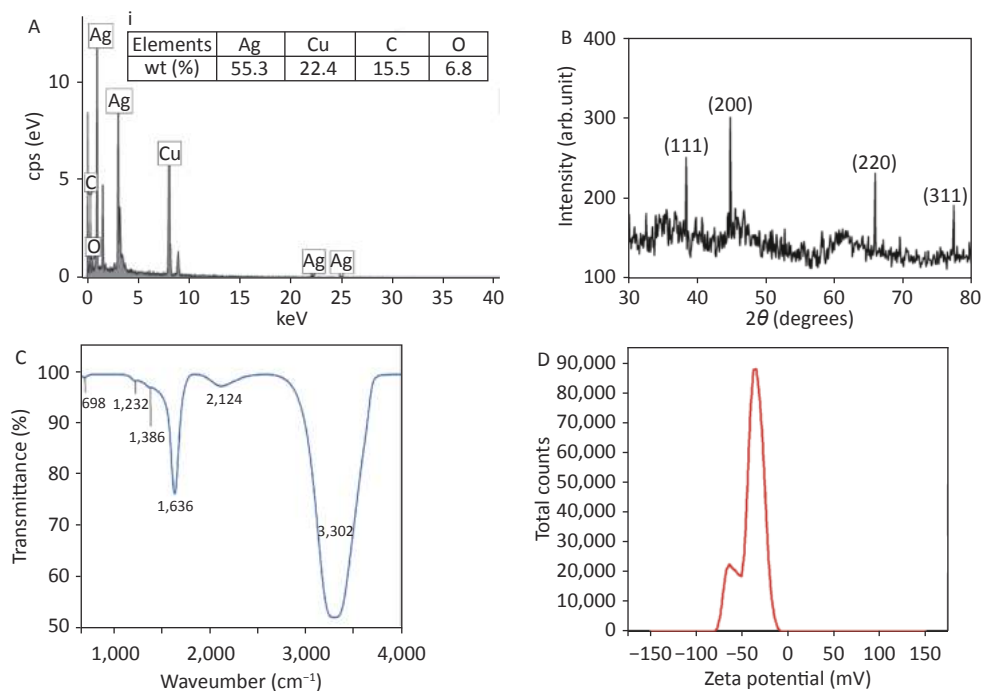 A
i
Elements Ag Cu C O
wt (%) 55.3 22.4 15.5 6.8
Ag
Ag
Cu
C
O
Ag Ag
cps (eV)
10
5
0
0 5 10 15 20 25 30 35 40
keV
B
400
300
200
100
Intensity (arb.unit)
(111)
(200)
(220)
(311)
30 40 50 60 70 80
2θ (degrees)
C
100
90
80
70
60
50
Transmittance (%)
698
1,232
1,386
1,636
2,124
3,302
1,000 2,000 3,000 4,000
Waveumber (cm⁻¹)
D
90,000
80,000
70,000
60,000
50,000
40,000
30,000
20,000
10,000
0
Total counts
−150 −100 −50 0 50 100 150
Zeta potential (mV)